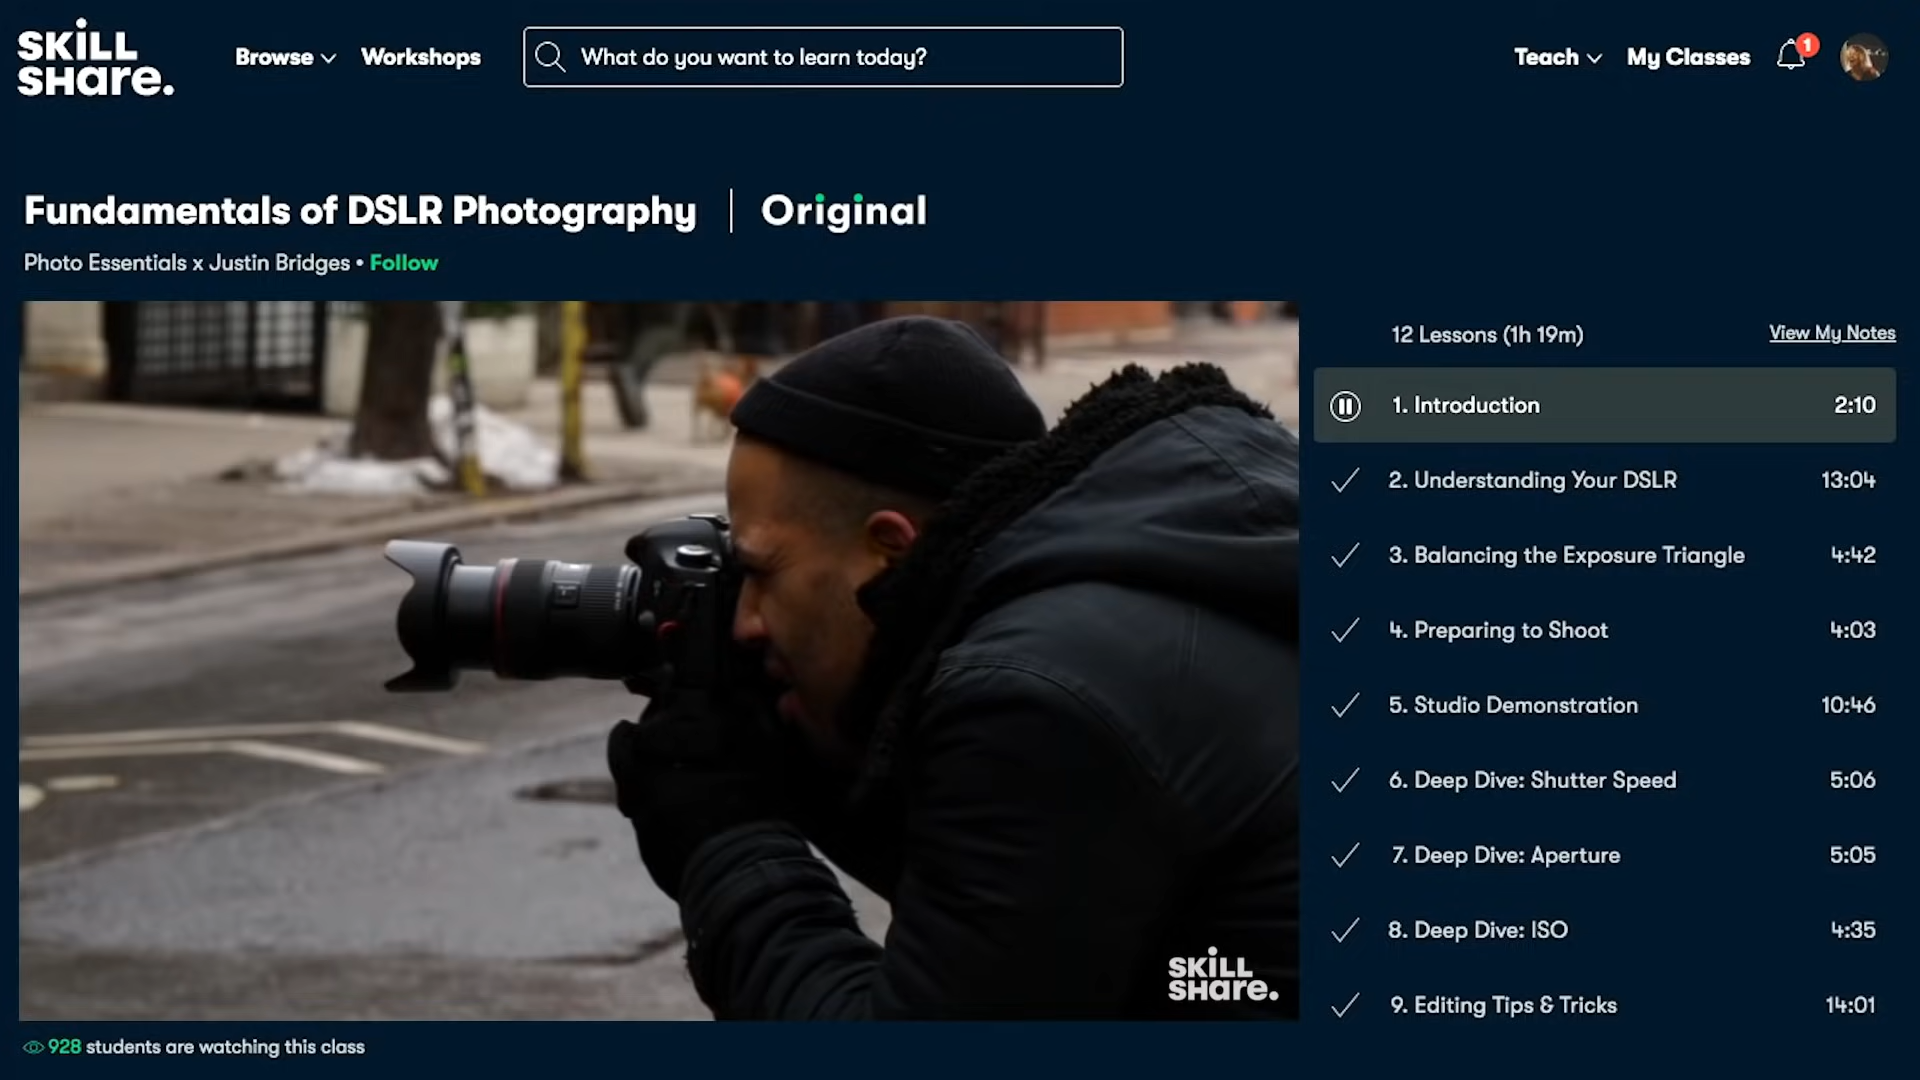 SKiLL
SHare.
Browse
Workshops
What do you want to learn today?
Teach
My Classes
1
Fundamentals of DSLR Photography
Original
Photo Essentials x Justin Bridges • Follow
12 Lessons (1h 19m)
View My Notes
1. Introduction 2:10
2. Understanding Your DSLR 13:04
3. Balancing the Exposure Triangle 4:42
4. Preparing to Shoot 4:03
5. Studio Demonstration 10:46
6. Deep Dive: Shutter Speed 5:06
7. Deep Dive: Aperture 5:05
8. Deep Dive: ISO 4:35
9. Editing Tips & Tricks 14:01
SKiLL
SHare.
928 students are watching this class